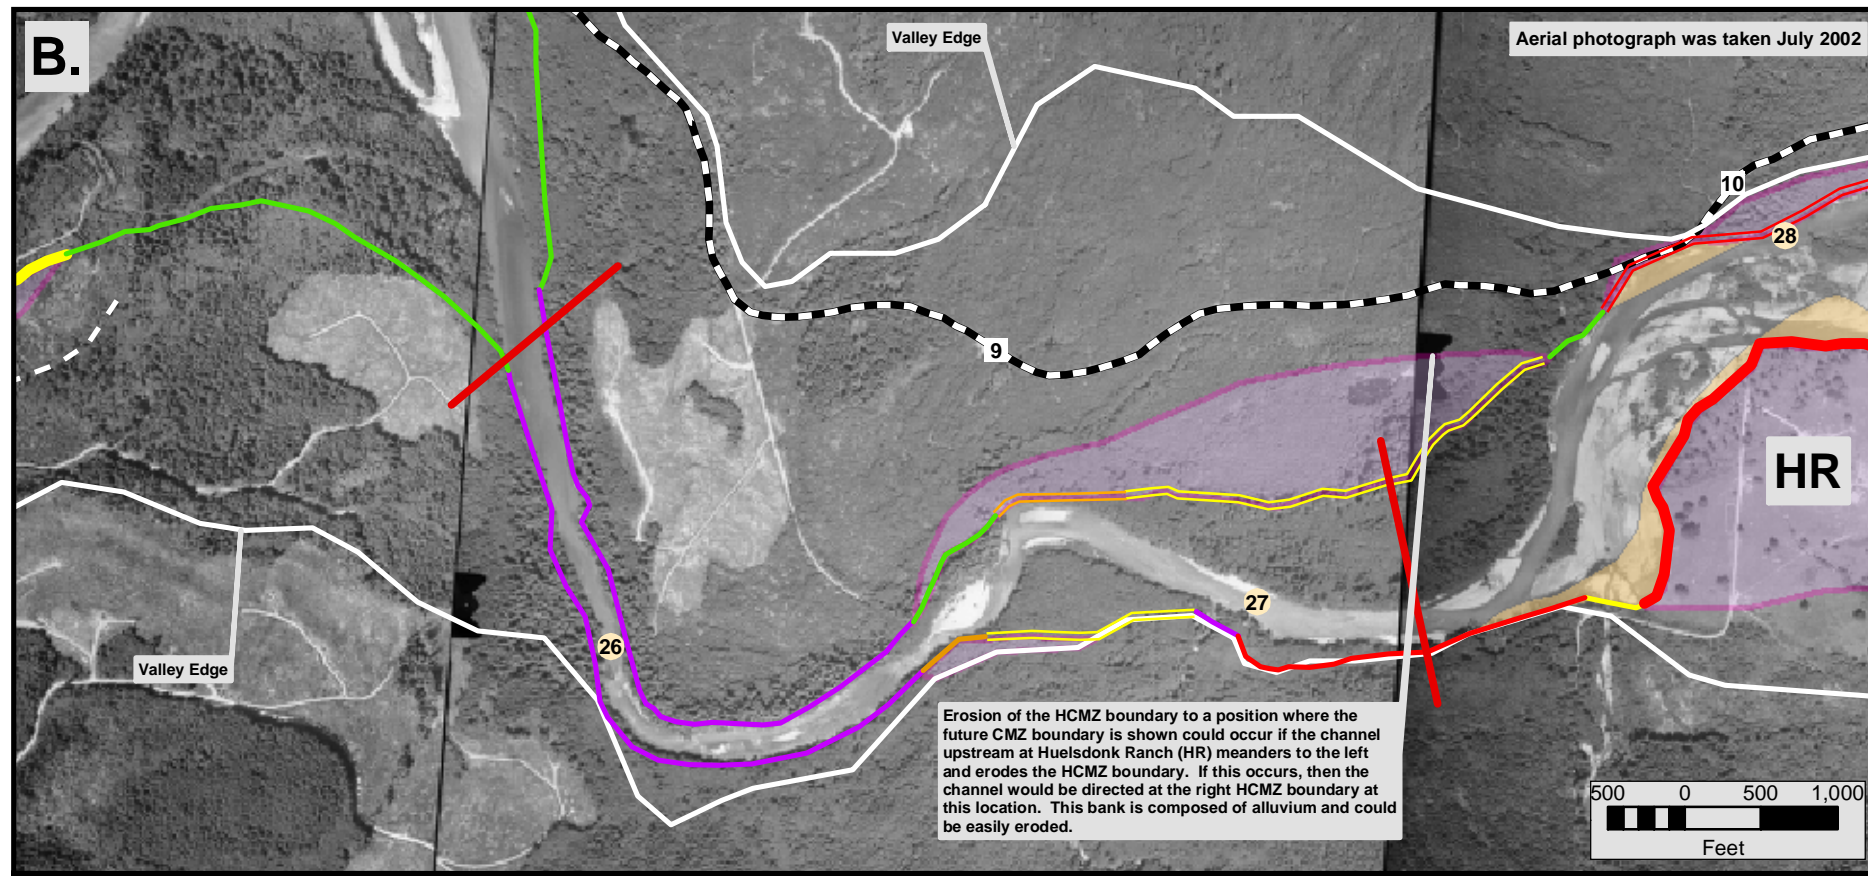 B.
Valley Edge
Aerial photograph was taken July 2002
10
28
9
HR
27
26
Valley Edge
Erosion of the HCMZ boundary to a position where the
future CMZ boundary is shown could occur if the channel
upstream at Huelsdonk Ranch (HR) meanders to the left
and erodes the HCMZ boundary.  If this occurs, then the
channel would be directed at the right HCMZ boundary at
this location.  This bank is composed of alluvium and could
be easily eroded.
500 0 500 1,000
Feet